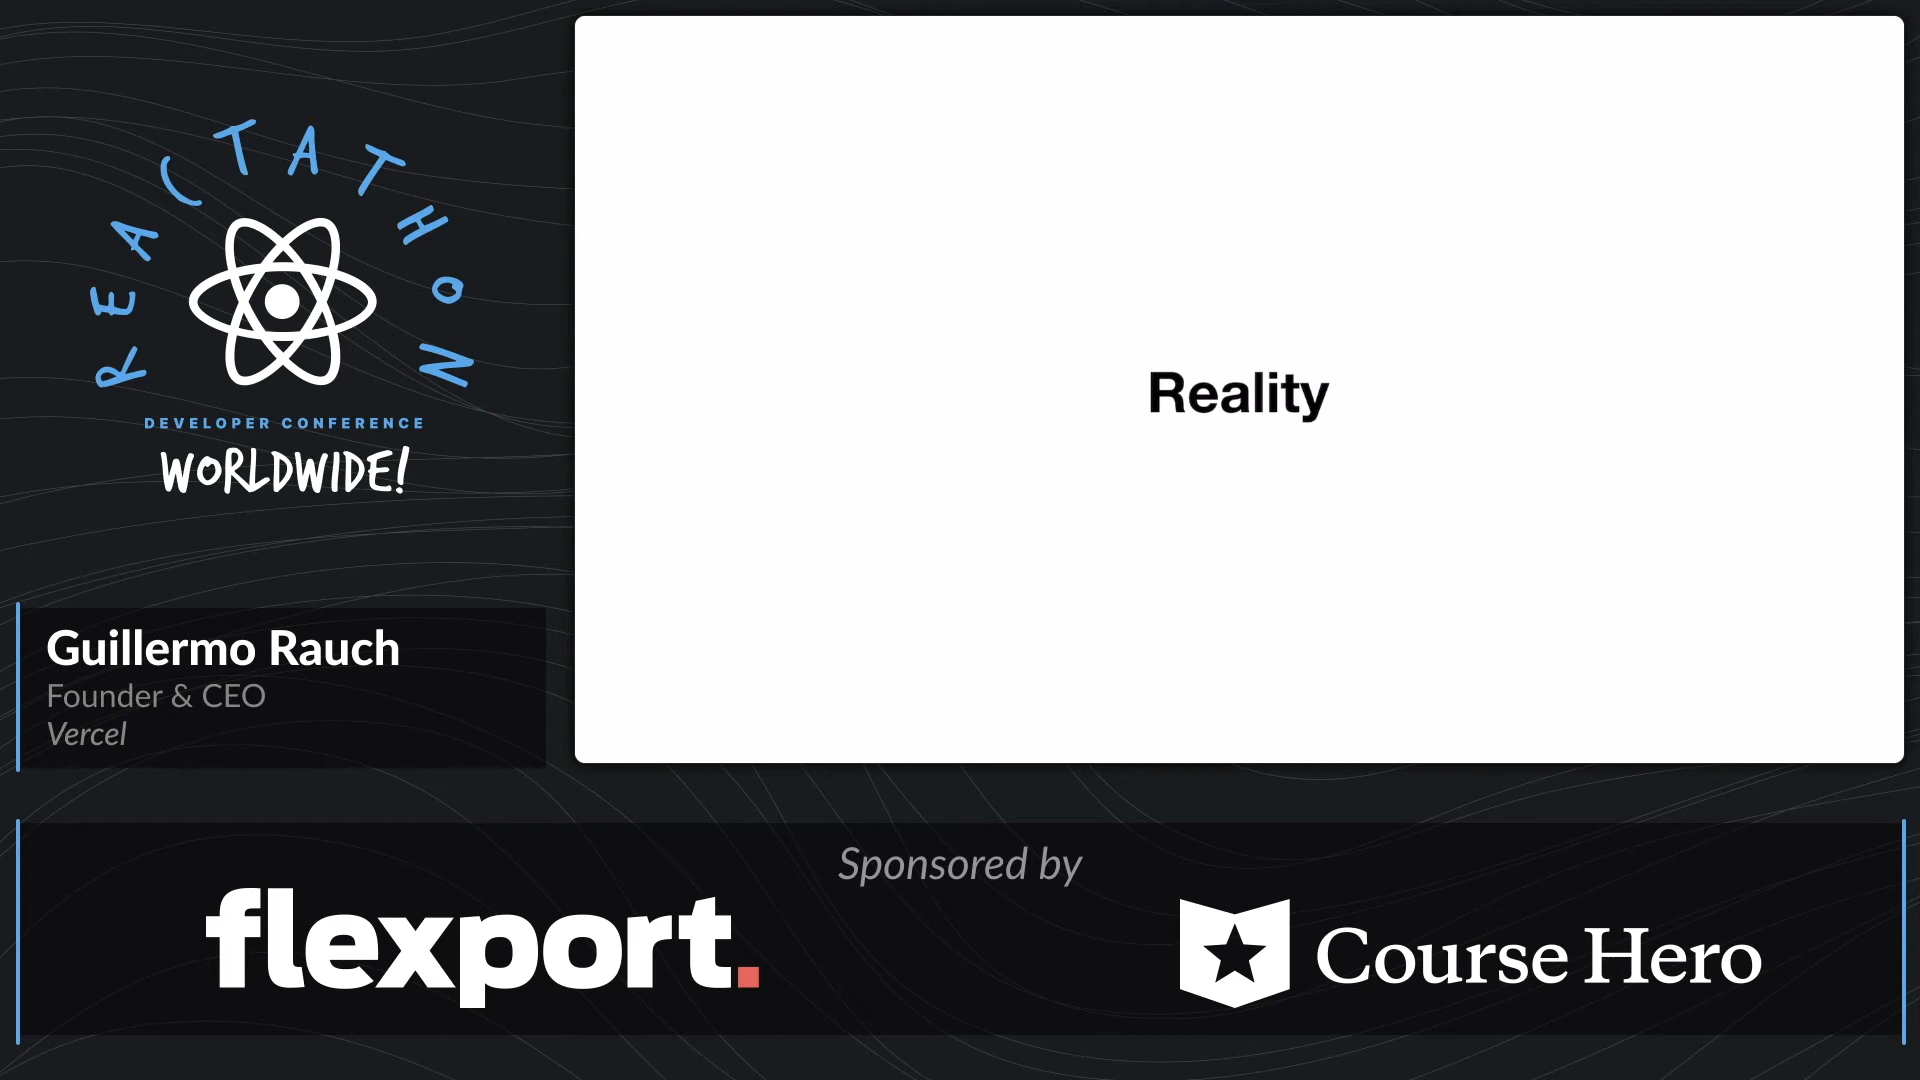 REACTATHON
DEVELOPER CONFERENCE
WORLDWIDE!
Reality
Guillermo Rauch
Founder & CEO
Vercel
Sponsored by
flexport.
Course Hero